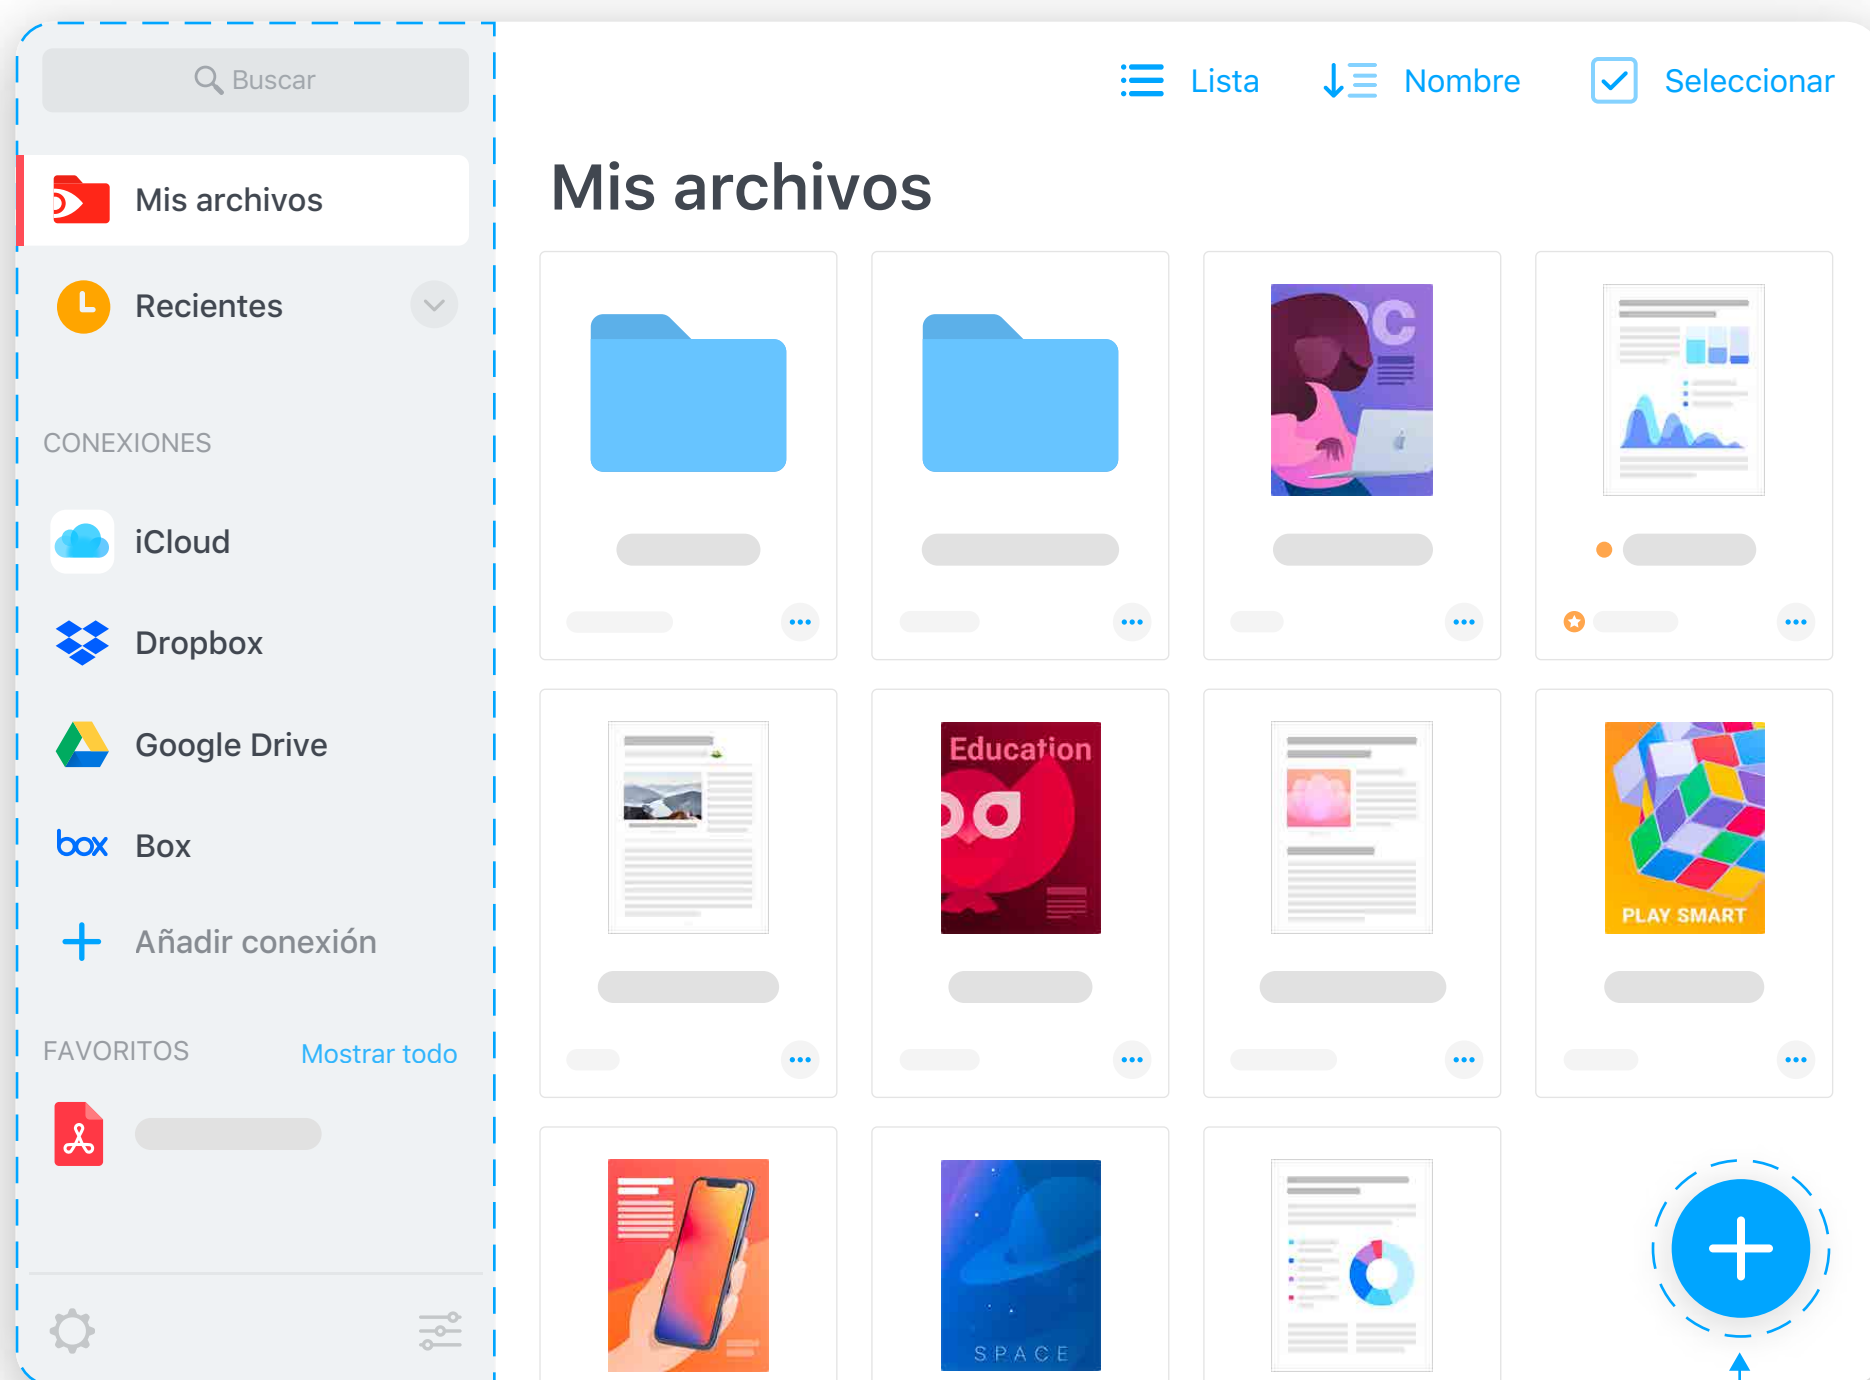 Buscar
Lista
Nombre
Seleccionar
Mis archivos
Mis archivos
Recientes
CONEXIONES
iCloud
Dropbox
Google Drive
box
Box
Añadir conexión
FAVORITOS
Mostrar todo
C
Education
PLAY SMART
SPACE